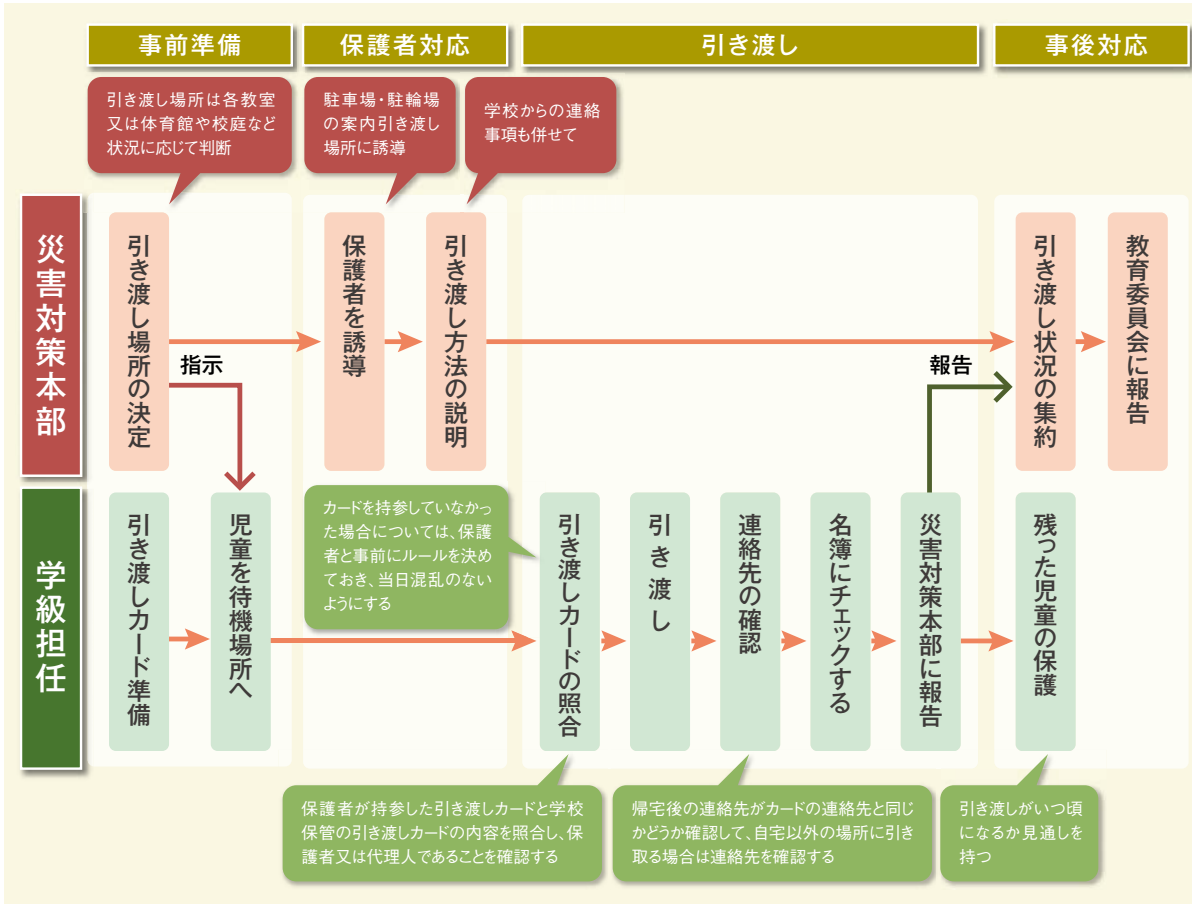 事前準備
保護者対応
引き渡し
事後対応
引き渡し場所は各教室
又は体育館や校庭など
状況に応じて判断
駐車場・駐輪場
の案内引き渡し
場所に誘導
学校からの連絡
事項も併せて
災害対策本部
引き渡し場所の決定
指示
保護者を誘導
引き渡し方法の説明
報告
引き渡し状況の集約
教育委員会に報告
学級担任
引き渡しカード準備
児童を待機場所へ
カードを持参していなかっ
た場合については、保護
者と事前にルールを決め
ておき、当日混乱のない
ようにする
引き渡しカードの照合
引き渡し
連絡先の確認
名簿にチェックする
災害対策本部に報告
残った児童の保護
保護者が持参した引き渡しカードと学校
保管の引き渡しカードの内容を照合し、保
護者又は代理人であることを確認する
帰宅後の連絡先がカードの連絡先と同じ
かどうか確認して、自宅以外の場所に引き
取る場合は連絡先を確認する
引き渡しがいつ頃
になるか見通しを
持つ